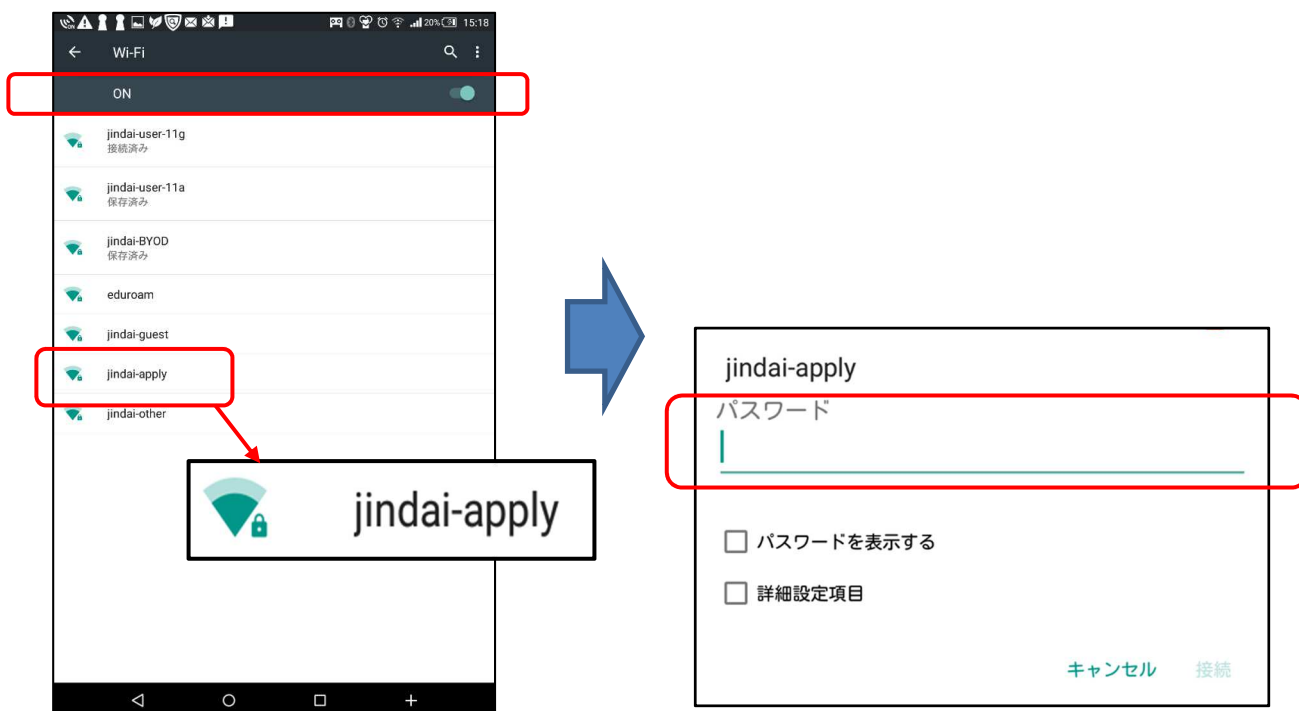 20% 15:18
Wi-Fi
ON
jindai-user-11g
接続済み
jindai-user-11a
保存済み
jindai-BYOD
保存済み
eduroam
jindai-guest
jindai-apply
jindai-other
jindai-apply
jindai-apply
パスワード
パスワードを表示する
詳細設定項目
キャンセル 接続